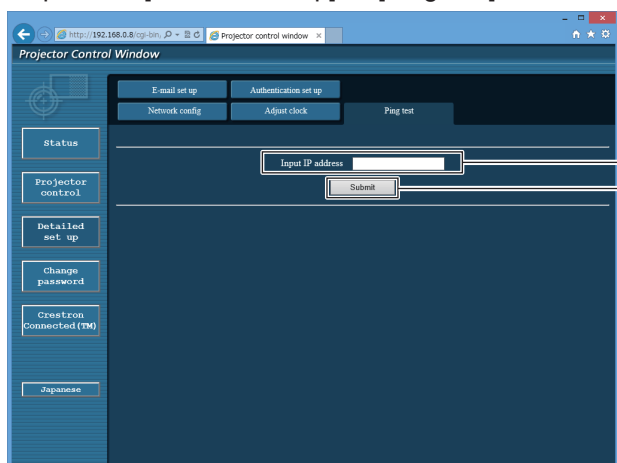 http://192.168.0.8/cgi-bin,
Projector control window ×
Projector Control Window
E-mail set up
Authentication set up
Network config
Adjust clock
Ping test
Status
Input IP address
Submit
Projector
control
Detailed
set up
Change
password
Crestron
Connected(TM)
Japanese